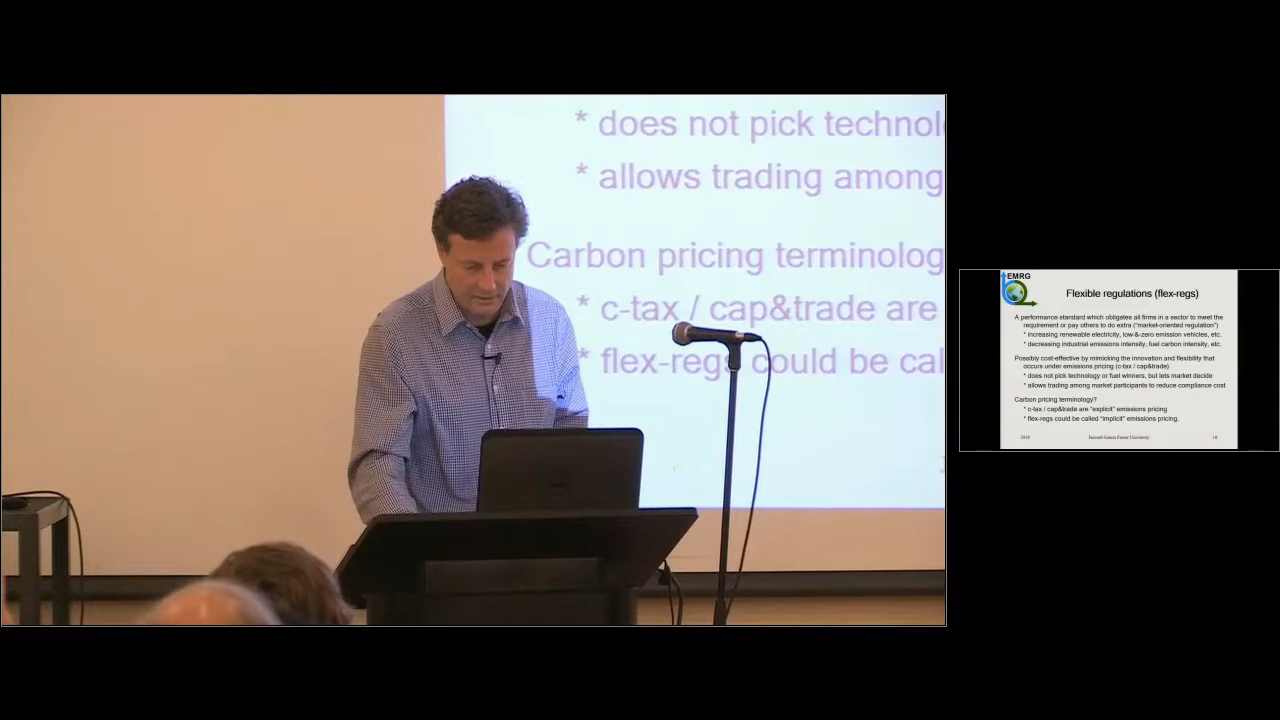 * does not pick technol
* allows trading among
Carbon pricing terminolog
* c-tax / cap&trade are
* flex-regs could be cal
EMRG
Flexible regulations (flex-regs)
A performance standard which obligates all firms in a sector to meet the
requirement or pay others to do extra ("market-oriented regulation")
* increasing renewable electricity, low-&-zero emission vehicles, etc.
* decreasing industrial emissions intensity, fuel carbon intensity, etc.
Possibly cost-effective by mimicking the innovation and flexibility that
occurs under emissions pricing (c-tax / cap&trade)
* does not pick technology or fuel winners, but lets market decide
* allows trading among market participants to reduce compliance cost
Carbon pricing terminology?
* c-tax / cap&trade are "explicit" emissions pricing
* flex-regs could be called "implicit" emissions pricing.
Jaccard-Simon Fraser University